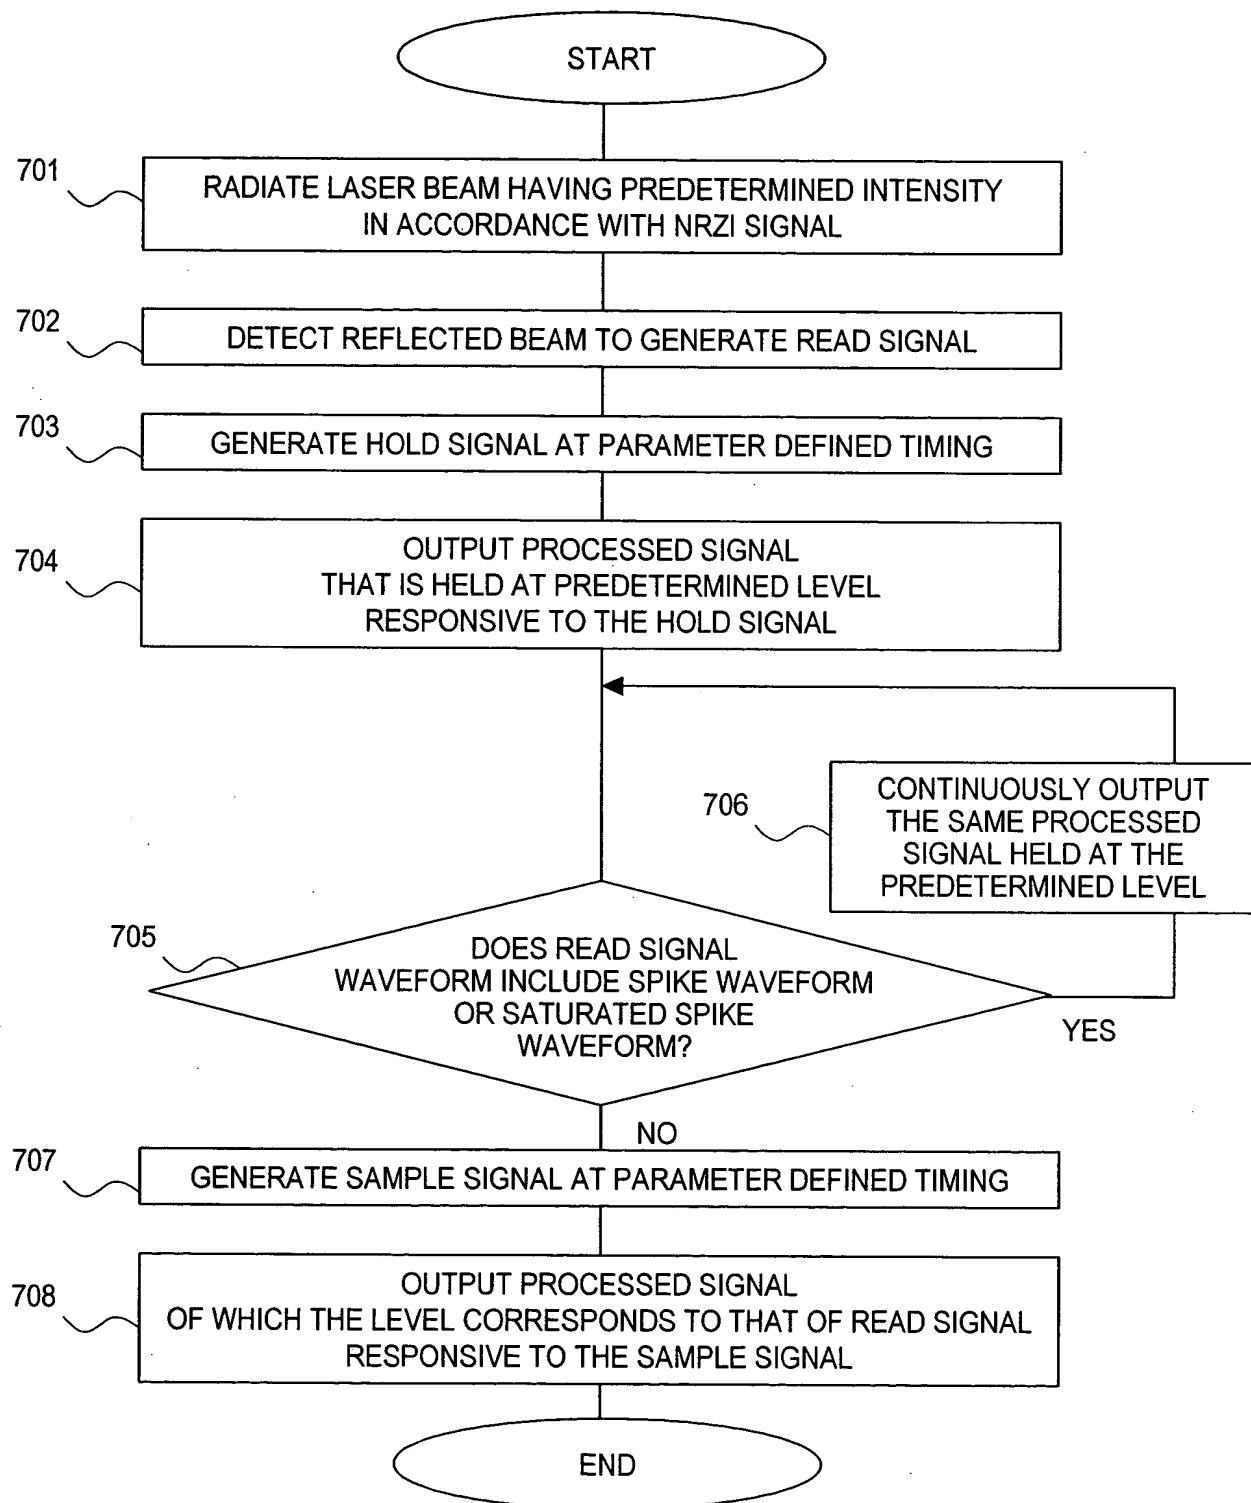 START
701
RADIATE LASER BEAM HAVING PREDETERMINED INTENSITY
IN ACCORDANCE WITH NRZI SIGNAL
702
DETECT REFLECTED BEAM TO GENERATE READ SIGNAL
703
GENERATE HOLD SIGNAL AT PARAMETER DEFINED TIMING
704
OUTPUT PROCESSED SIGNAL
THAT IS HELD AT PREDETERMINED LEVEL
RESPONSIVE TO THE HOLD SIGNAL
706
CONTINUOUSLY OUTPUT
THE SAME PROCESSED
SIGNAL HELD AT THE
PREDETERMINED LEVEL
705
DOES READ SIGNAL
WAVEFORM INCLUDE SPIKE WAVEFORM
OR SATURATED SPIKE
WAVEFORM?
YES
NO
707
GENERATE SAMPLE SIGNAL AT PARAMETER DEFINED TIMING
708
OUTPUT PROCESSED SIGNAL
OF WHICH THE LEVEL CORRESPONDS TO THAT OF READ SIGNAL
RESPONSIVE TO THE SAMPLE SIGNAL
END